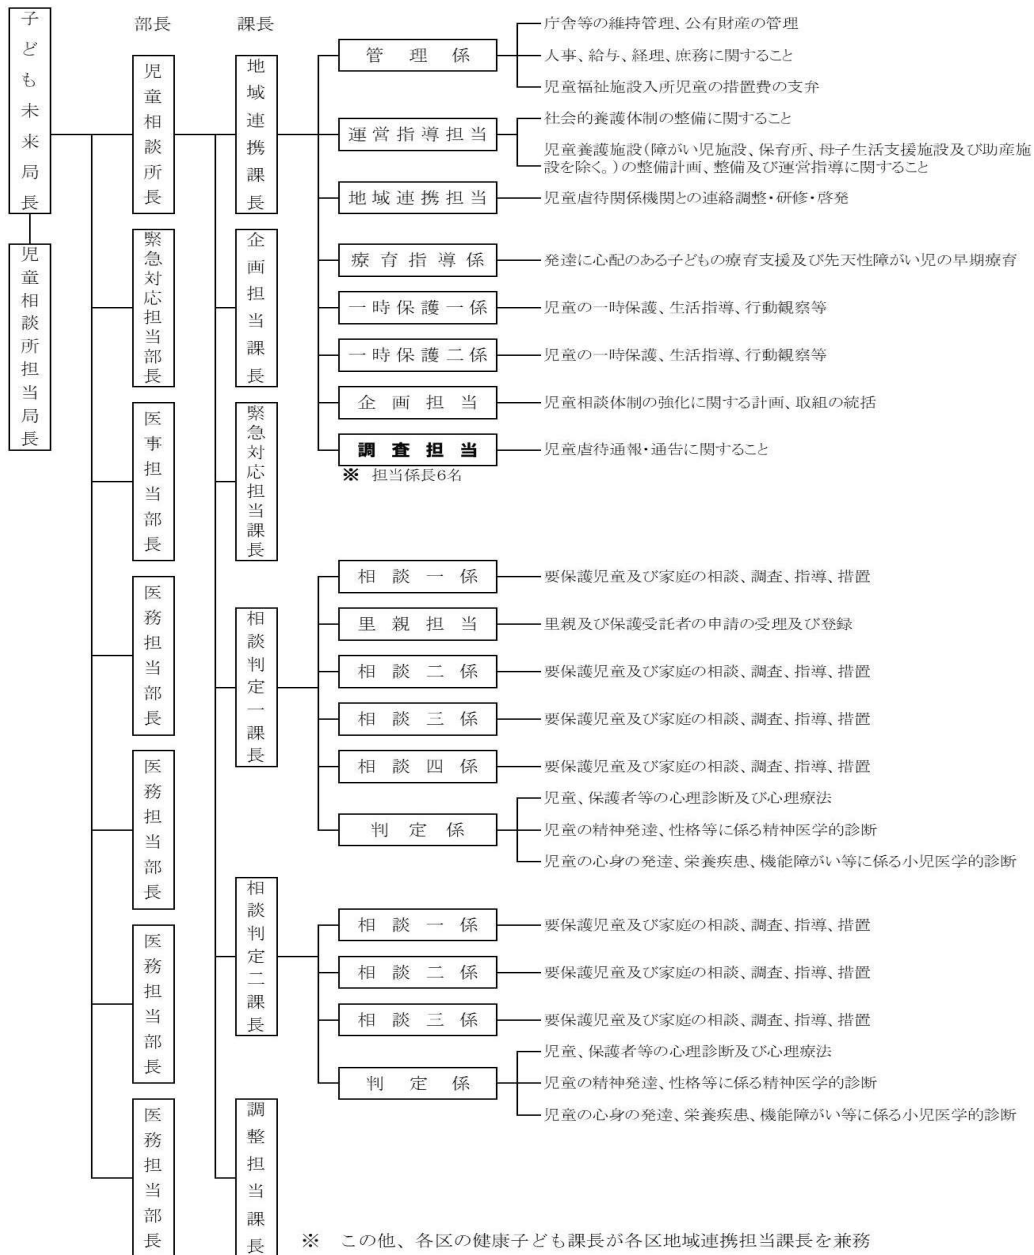 子ども未来局長
児童相談所担当局長
部長
児童相談所長
緊急対応担当部長
医事担当部長
医務担当部長
医務担当部長
医務担当部長
医務担当部長
課長
地域連携課長
企画担当課長
緊急対応担当課長
相談判定一課長
相談判定二課長
調整担当課長
管理係
庁舎等の維持管理、公有財産の管理
人事、給与、経理、庶務に関すること
児童福祉施設入所児童の措置費の支弁
運営指導担当
社会的養護体制の整備に関すること
児童養護施設(障がい児施設、保育所、母子生活支援施設及び助産施
設を除く。)の整備計画、整備及び運営指導に関すること
地域連携担当
児童虐待関係機関との連絡調整・研修・啓発
療育指導係
発達に心配のある子どもの療育支援及び先天性障がい児の早期療育
一時保護一係
児童の一時保護、生活指導、行動観察等
一時保護二係
児童の一時保護、生活指導、行動観察等
企画担当
児童相談体制の強化に関する計画、取組の統括
調査担当
児童虐待通報・通告に関すること
※ 担当係長6名
相談一係
要保護児童及び家庭の相談、調査、指導、措置
里親担当
里親及び保護受託者の申請の受理及び登録
相談二係
要保護児童及び家庭の相談、調査、指導、措置
相談三係
要保護児童及び家庭の相談、調査、指導、措置
相談四係
要保護児童及び家庭の相談、調査、指導、措置
判定係
児童、保護者等の心理診断及び心理療法
児童の精神発達、性格等に係る精神医学的診断
児童の心身の発達、栄養疾患、機能障がい等に係る小児医学的診断
相談一係
要保護児童及び家庭の相談、調査、指導、措置
相談二係
要保護児童及び家庭の相談、調査、指導、措置
相談三係
要保護児童及び家庭の相談、調査、指導、措置
判定係
児童、保護者等の心理診断及び心理療法
児童の精神発達、性格等に係る精神医学的診断
児童の心身の発達、栄養疾患、機能障がい等に係る小児医学的診断
※ この他、各区の健康子ども課長が各区地域連携担当課長を兼務